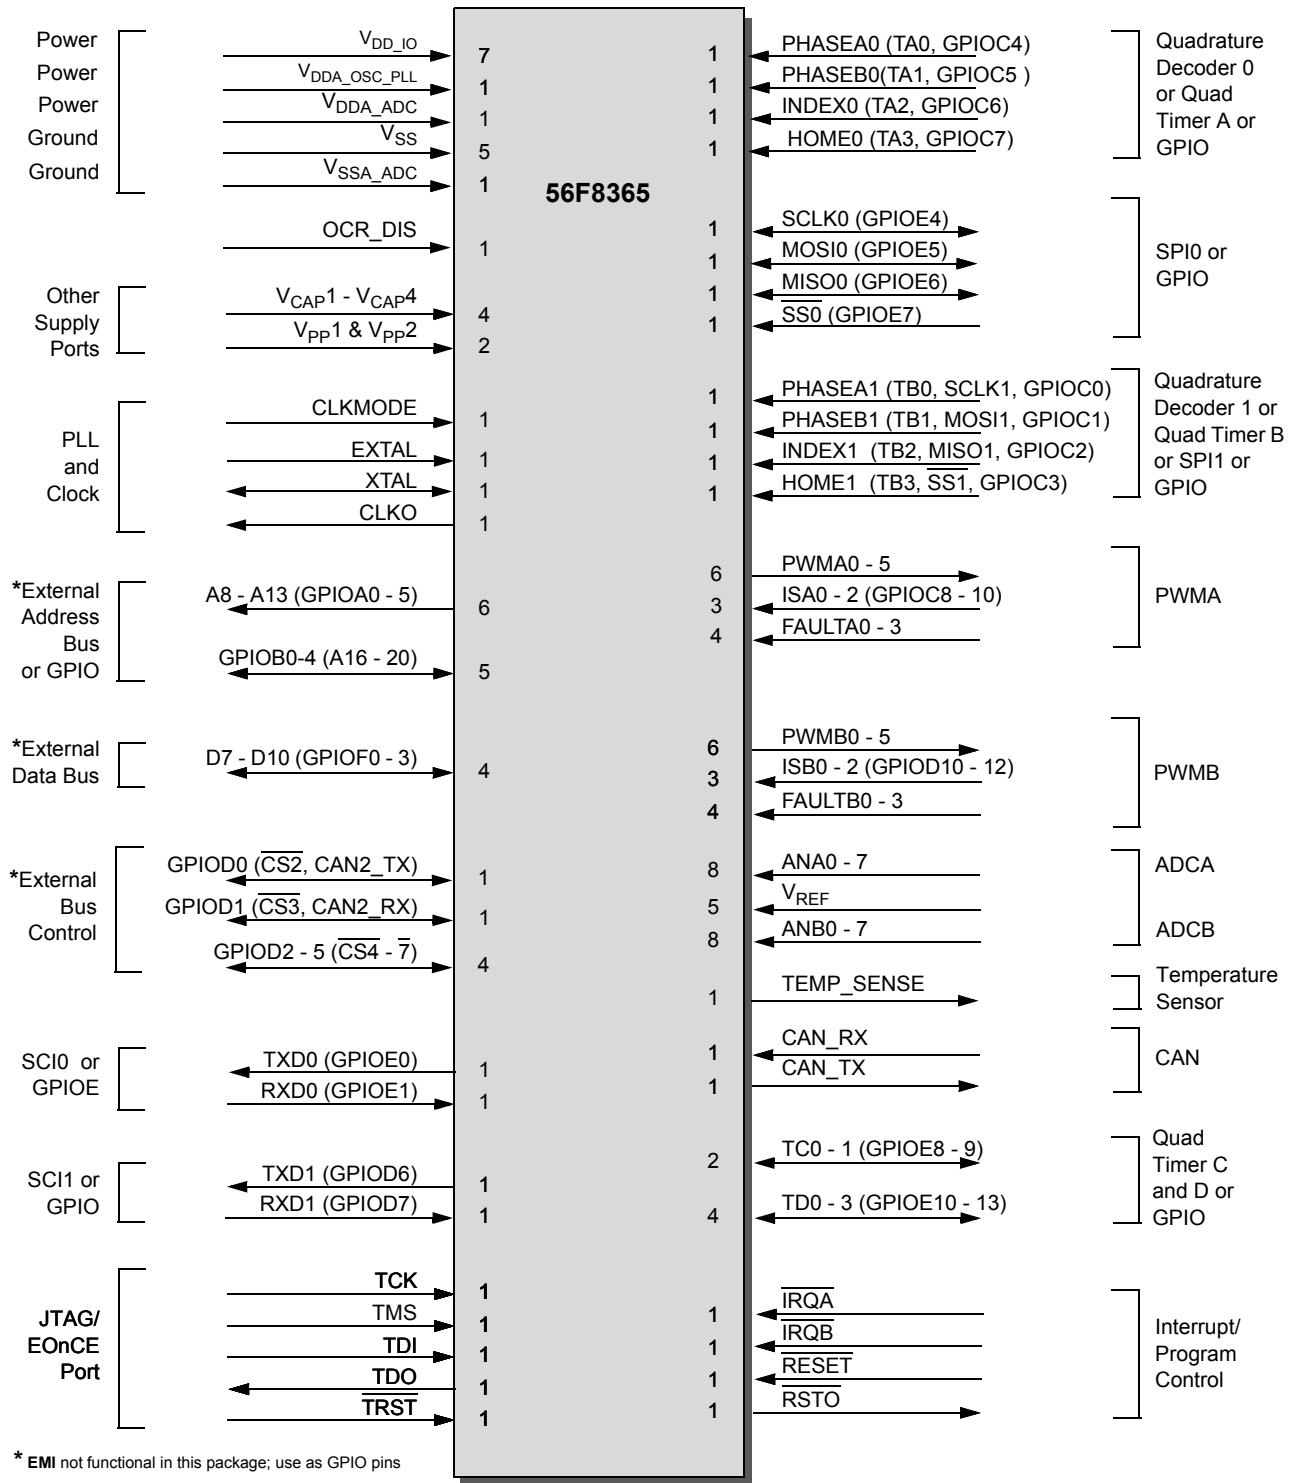 56F8365
Power
Power
Power
Ground
Ground
VDD_IO
7
VDDA_OSC_PLL
1
VDDA_ADC
1
VSS
5
VSSA_ADC
1
OCR_DIS
1
Other
Supply
Ports
VCAP1 - VCAP4
4
VPP1 & VPP2
2
PLL
and
Clock
CLKMODE
1
EXTAL
1
XTAL
1
CLKO
1
*External
Address
Bus
or GPIO
A8 - A13 (GPIOA0 - 5)
6
GPIOB0-4 (A16 - 20)
5
*External
Data Bus
D7 - D10 (GPIOF0 - 3)
4
*External
Bus
Control
GPIOD0 (CS2, CAN2_TX)
1
GPIOD1 (CS3, CAN2_RX)
1
GPIOD2 - 5 (CS4 - 7)
4
SCI0 or
GPIOE
TXD0 (GPIOE0)
1
RXD0 (GPIOE1)
1
SCI1 or
GPIO
TXD1 (GPIOD6)
1
RXD1 (GPIOD7)
1
JTAG/
EOnCE
Port
TCK
1
TMS
1
TDI
1
TDO
1
TRST
1
1
PHASEA0 (TA0, GPIOC4)
1
PHASEB0(TA1, GPIOC5 )
1
INDEX0 (TA2, GPIOC6)
1
HOME0 (TA3, GPIOC7)
Quadrature
Decoder 0
or Quad
Timer A or
GPIO
1
SCLK0 (GPIOE4)
1
MOSI0 (GPIOE5)
1
MISO0 (GPIOE6)
1
SS0 (GPIOE7)
SPI0 or
GPIO
1
PHASEA1 (TB0, SCLK1, GPIOC0)
1
PHASEB1 (TB1, MOSI1, GPIOC1)
1
INDEX1 (TB2, MISO1, GPIOC2)
1
HOME1 (TB3, SS1, GPIOC3)
Quadrature
Decoder 1 or
Quad Timer B
or SPI1 or
GPIO
6
PWMA0 - 5
3
ISA0 - 2 (GPIOC8 - 10)
4
FAULTA0 - 3
PWMA
6
PWMB0 - 5
3
ISB0 - 2 (GPIOD10 - 12)
4
FAULTB0 - 3
PWMB
8
ANA0 - 7
5
VREF
8
ANB0 - 7
ADCA
ADCB
1
TEMP_SENSE
Temperature
Sensor
1
CAN_RX
1
CAN_TX
CAN
2
TC0 - 1 (GPIOE8 - 9)
4
TD0 - 3 (GPIOE10 - 13)
Quad
Timer C
and D or
GPIO
1
IRQA
1
IRQB
1
RESET
1
RSTO
Interrupt/
Program
Control
* EMI not functional in this package; use as GPIO pins